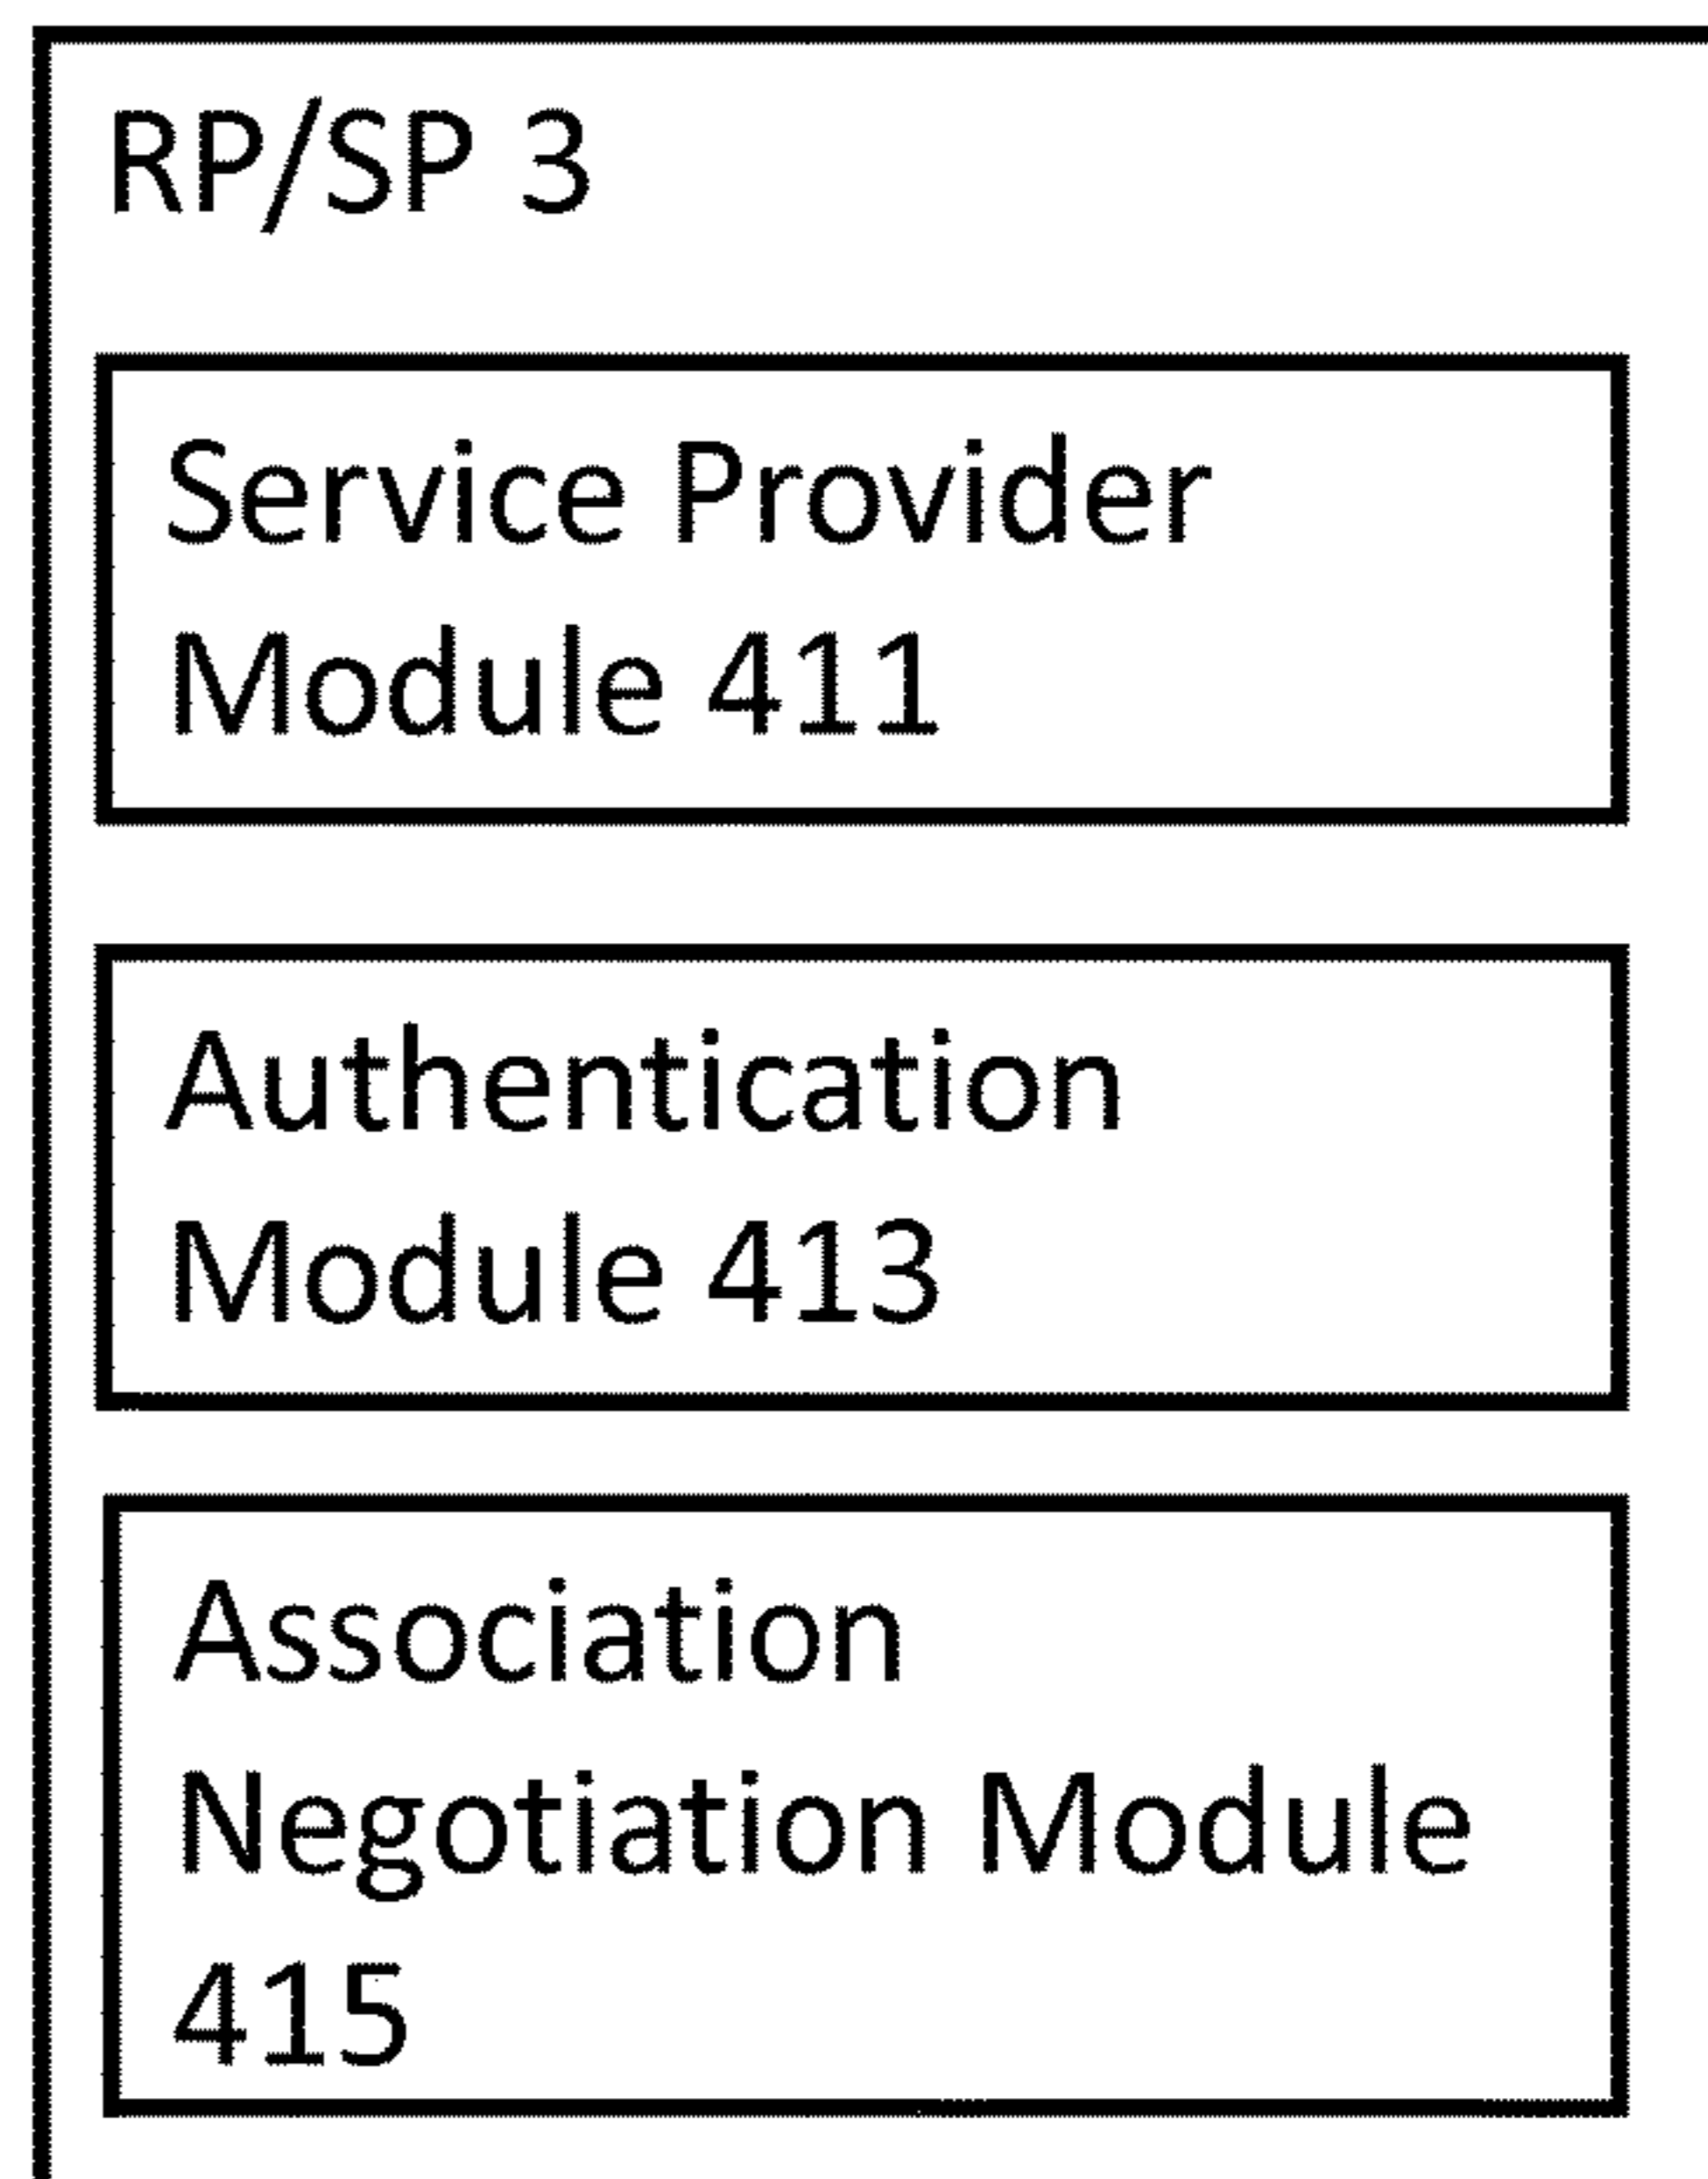 RP/SP 3
Service Provider
Module 411
Authentication
Module 413
Association
Negotiation Module
415